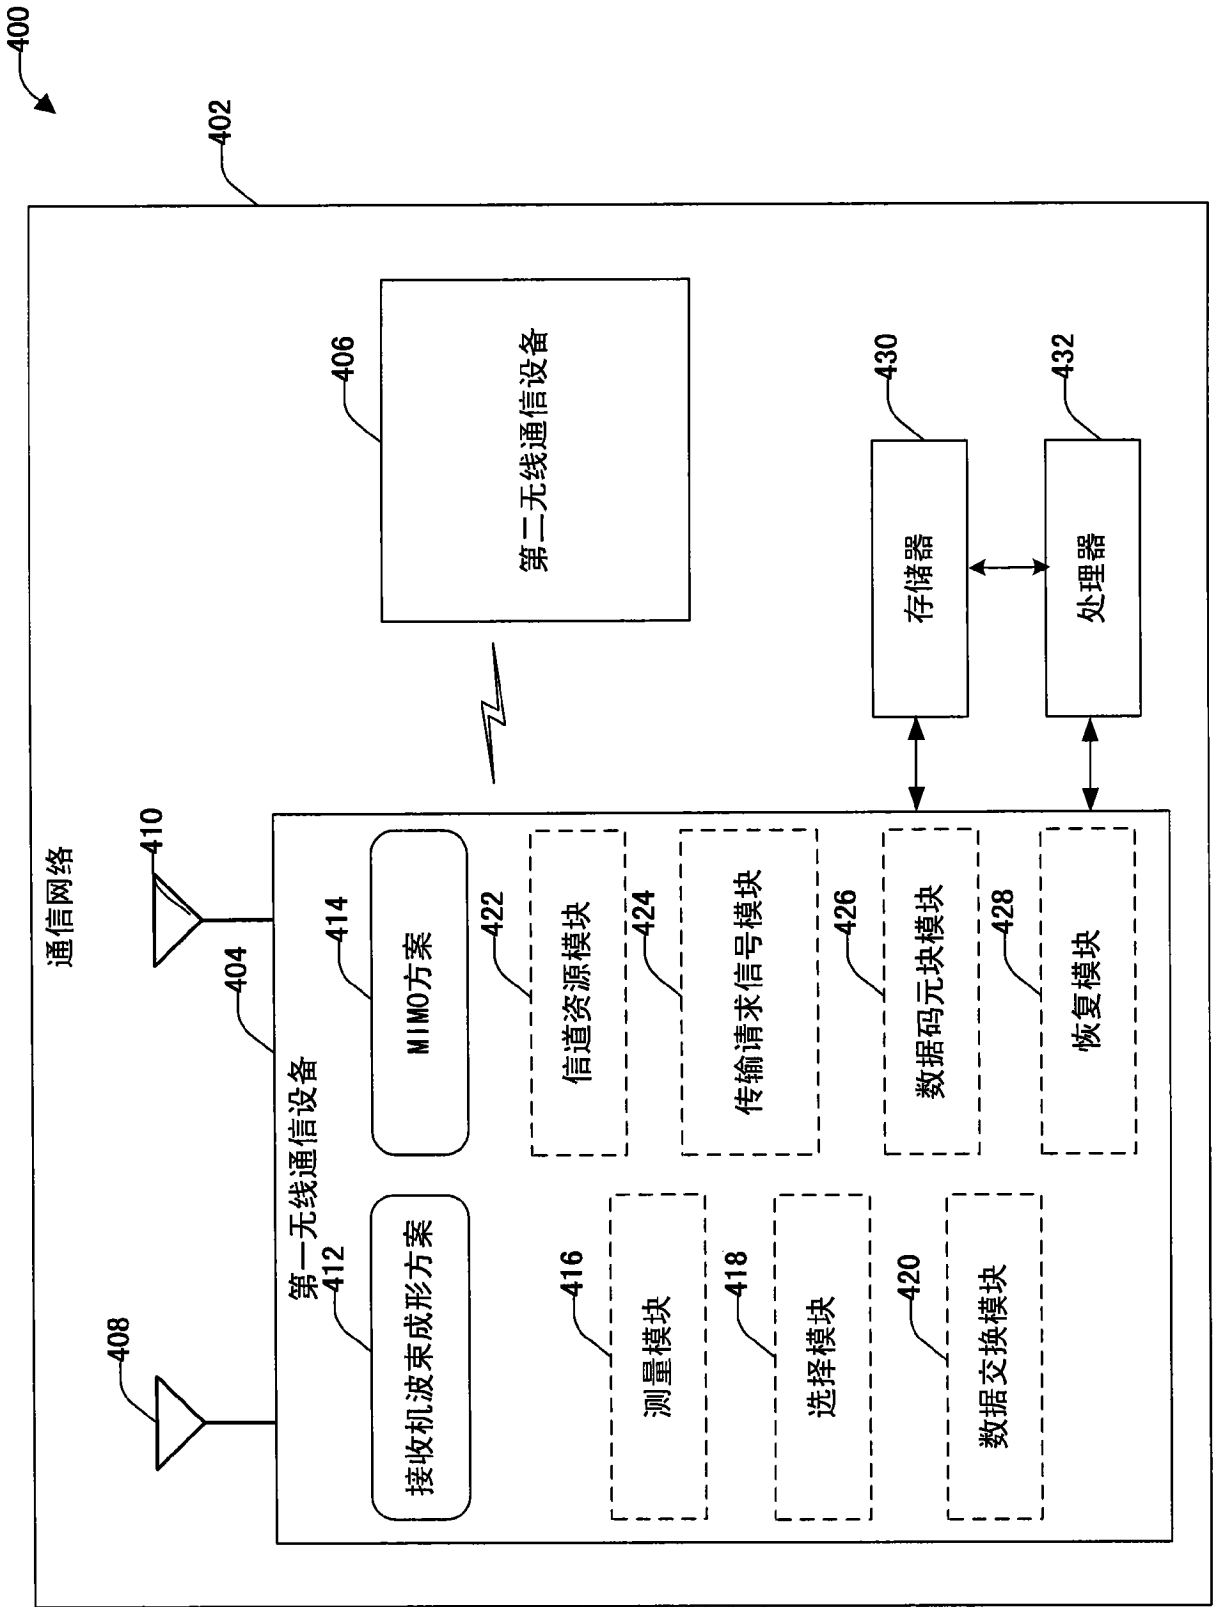 400
402
通信网络
408
410
404
第一无线通信设备
412
接收机波束成形方案
414
MIMO方案
406
第二无线通信设备
416
测量模块
418
选择模块
420
数据交换模块
422
信道资源模块
424
传输请求信号模块
426
数据码元块模块
428
恢复模块
430
存储器
432
处理器